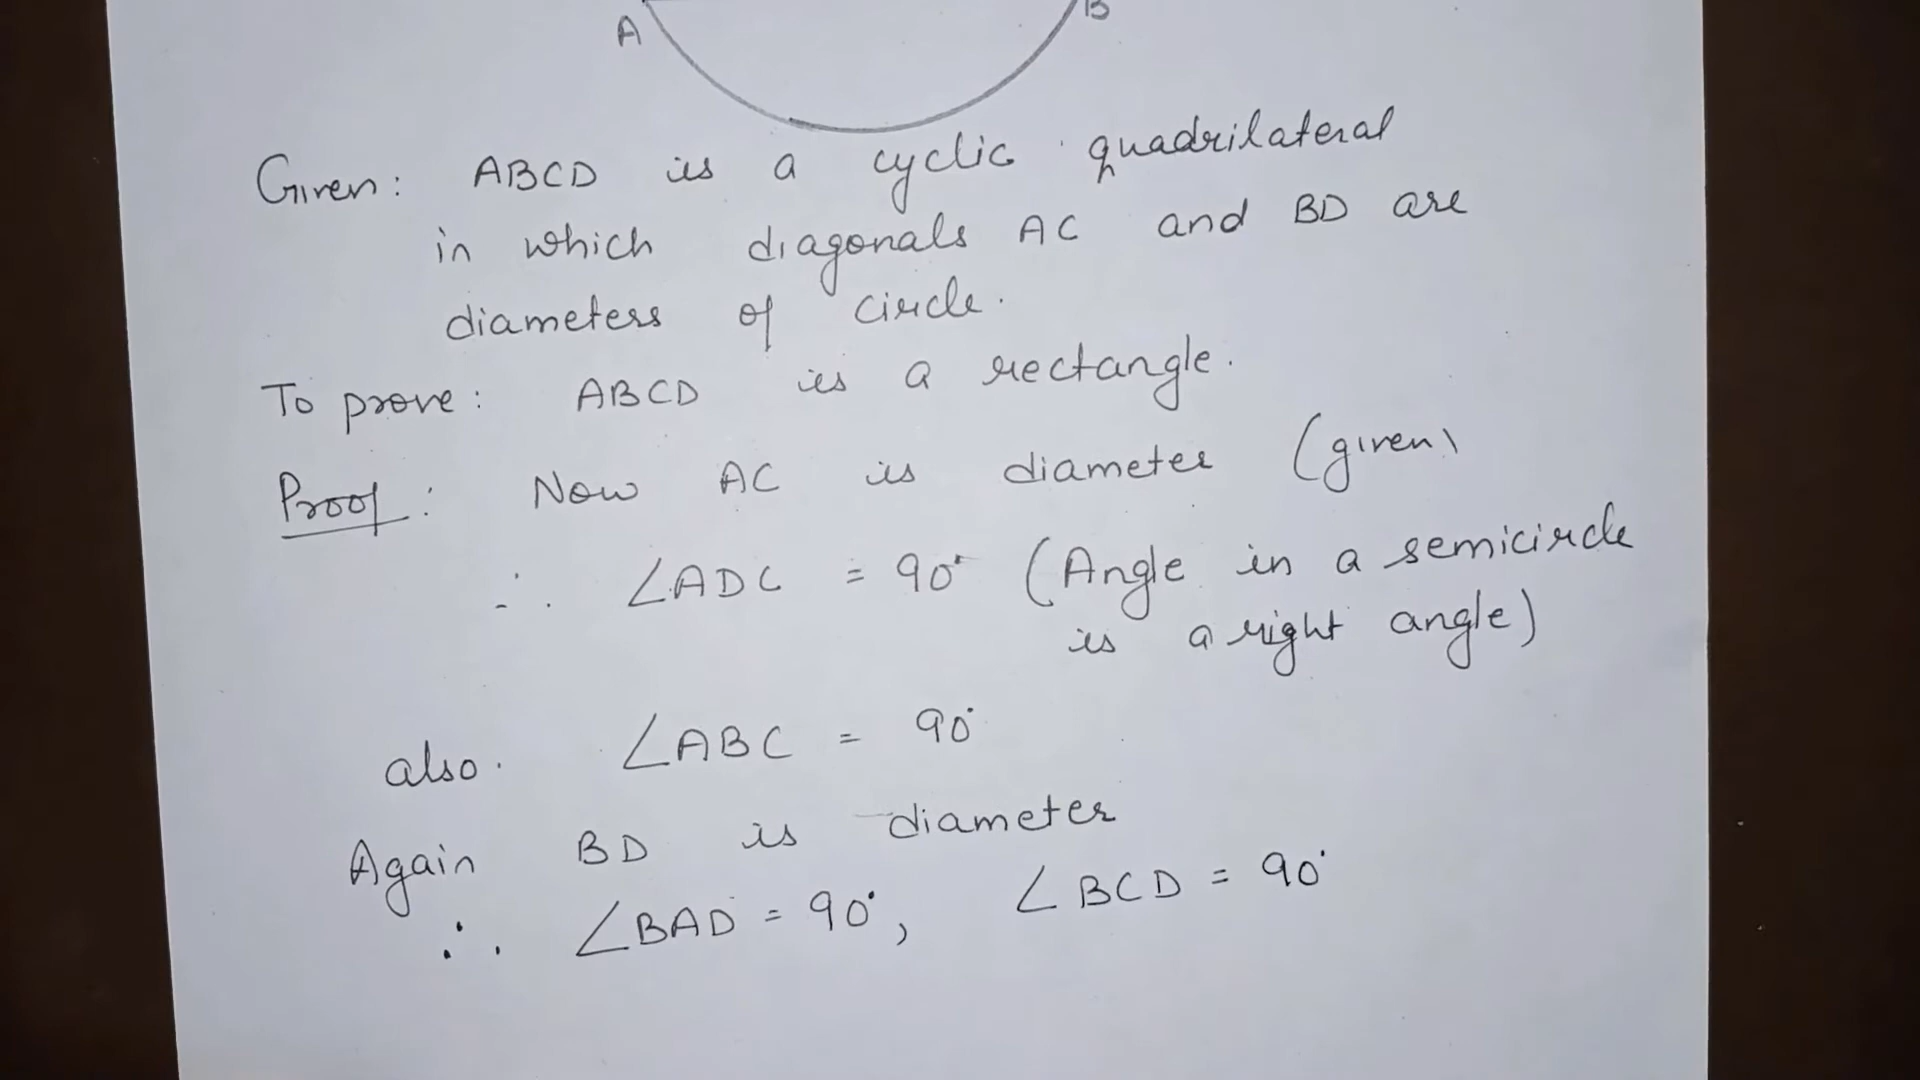 A B
Given: ABCD is a cyclic quadrilateral
in which diagonals AC and BD are
diameters of circle.
To prove: ABCD is a rectangle.
Proof: Now AC is diameter (given)
∴ ∠ADC = 90° (Angle in a semicircle
is a right angle)
also. ∠ABC = 90°
Again BD is diameter
∴ ∠BAD = 90°, ∠BCD = 90°